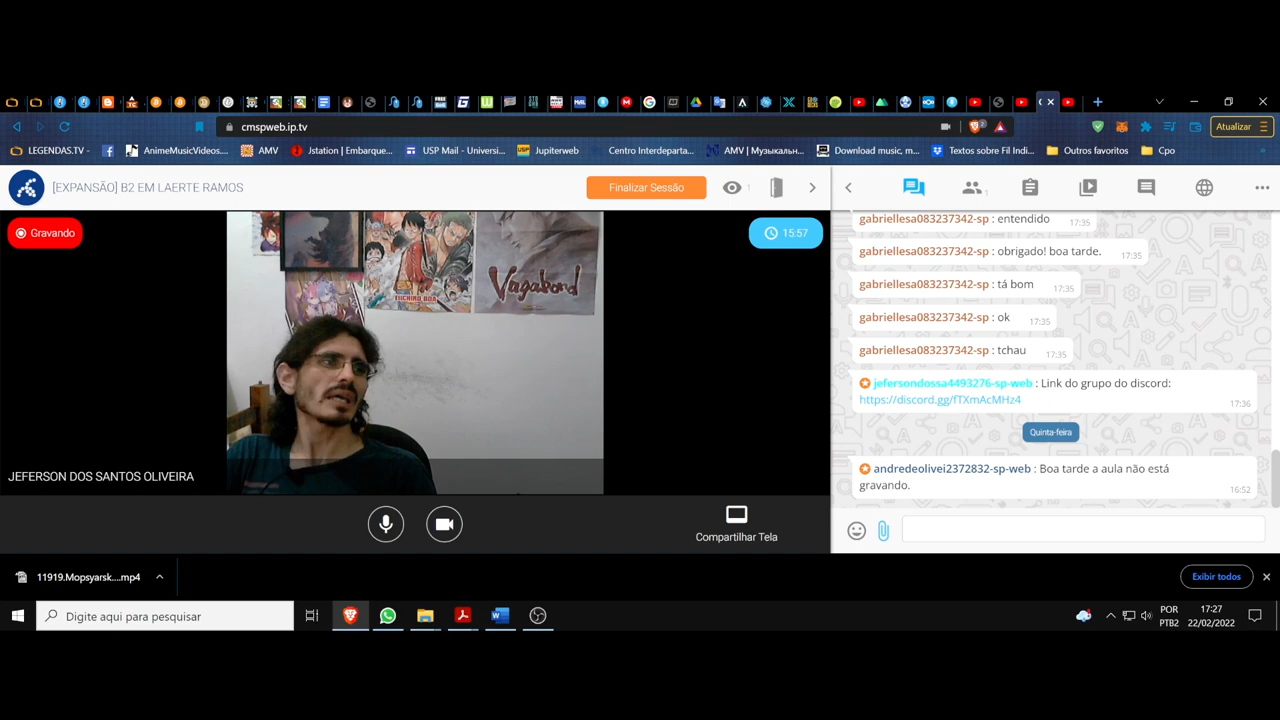 cmspweb.ip.tv
Atualizar
LEGENDAS.TV -
AnimeMusicVideos...
AMV
Jstation | Embarque...
USP Mail - Universi...
Jupiterweb
Centro Interdeparta...
AMV | Музыкальн...
Download music, m...
Textos sobre Fil Indi...
Outros favoritos
Cpo
[EXPANSÃO] B2 EM LAERTE RAMOS
Finalizar Sessão
1
1
Gravando
15:57
Vagabond
EIICHIRO ODA
JEFERSON DOS SANTOS OLIVEIRA
Compartilhar Tela
gabriellesa083237342-sp : entendido
17:35
gabriellesa083237342-sp : obrigado! boa tarde.
17:35
gabriellesa083237342-sp : tá bom
17:35
gabriellesa083237342-sp : ok
17:35
gabriellesa083237342-sp : tchau
17:35
jefersondossa4493276-sp-web : Link do grupo do discord:
https://discord.gg/fTXmAcMHz4
17:36
Quinta-feira
andredeolivei2372832-sp-web : Boa tarde a aula não está
gravando.
16:52
11919.Mopsyarsk....mp4
Exibir todos
Digite aqui para pesquisar
POR
PTB2
17:27
22/02/2022